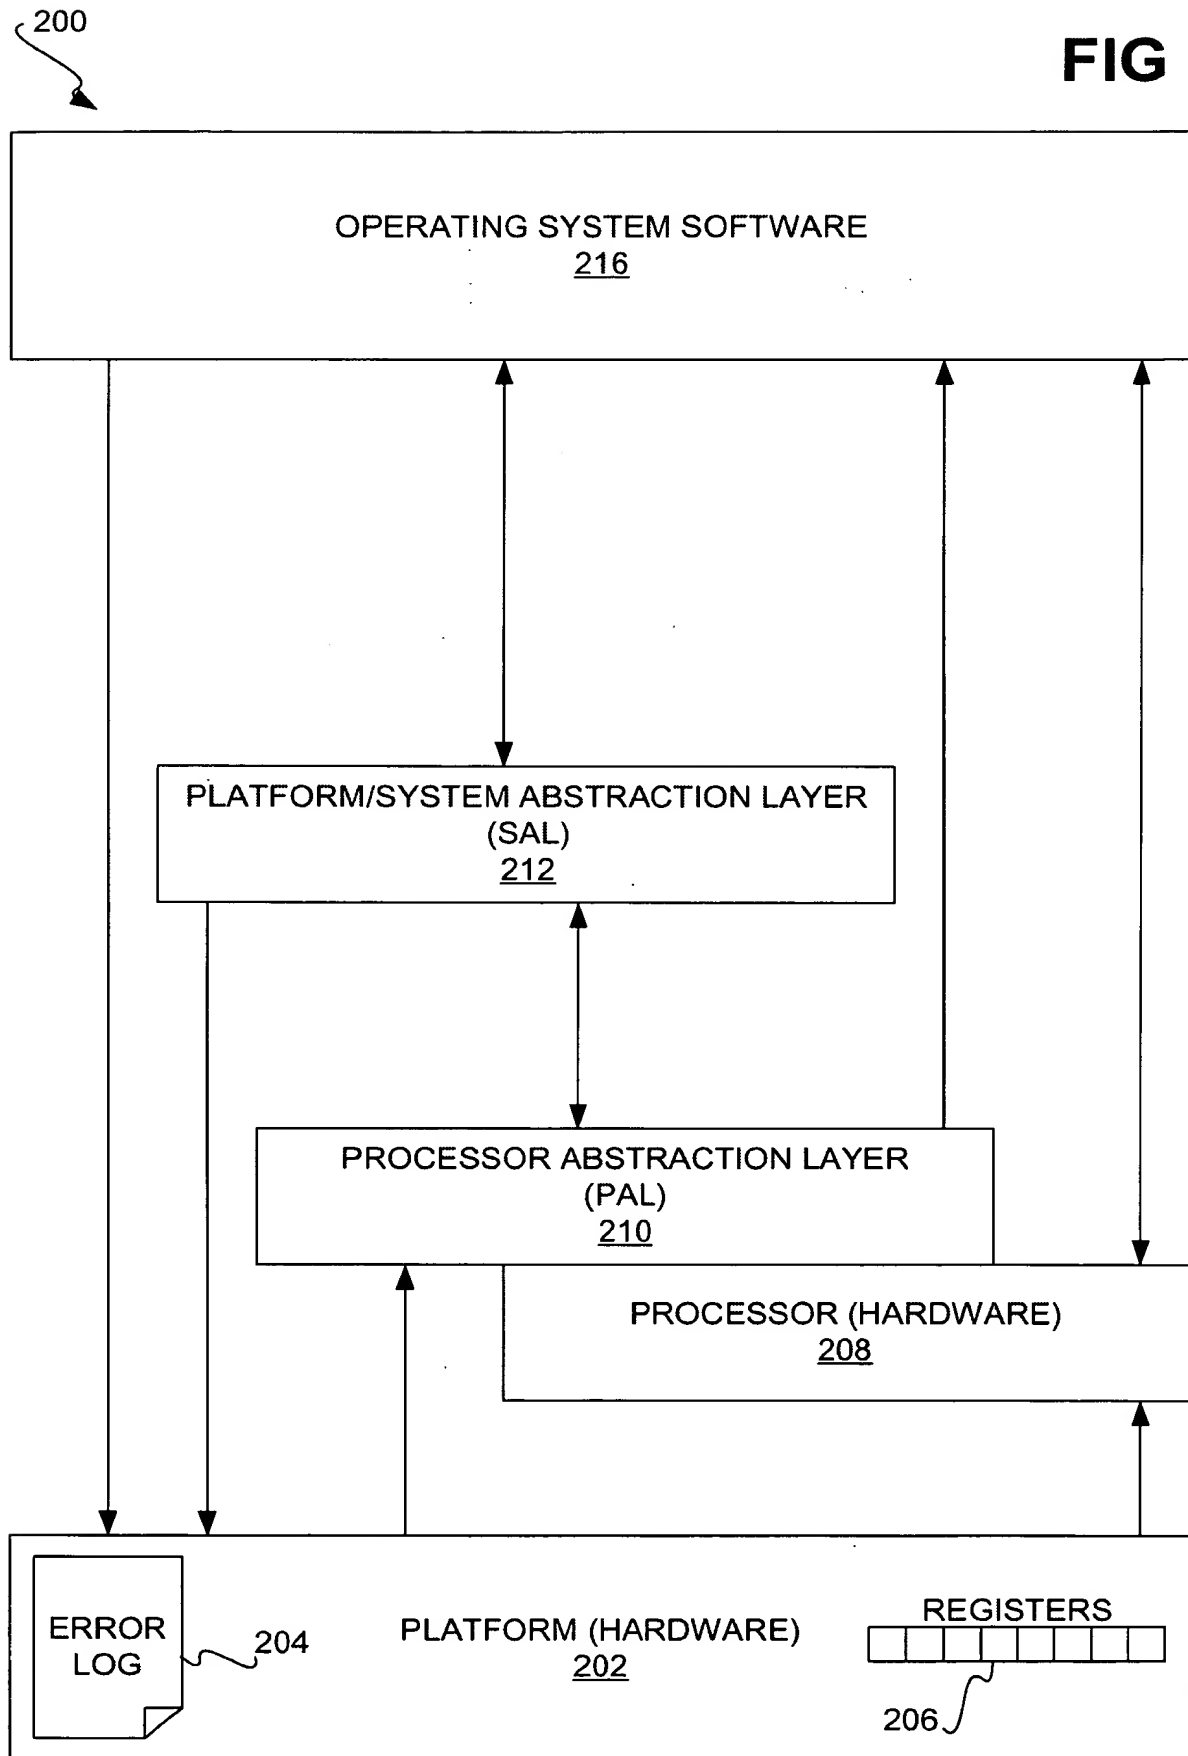 200
FIG
OPERATING SYSTEM SOFTWARE
216
PLATFORM/SYSTEM ABSTRACTION LAYER
(SAL)
212
PROCESSOR ABSTRACTION LAYER
(PAL)
210
PROCESSOR (HARDWARE)
208
ERROR
LOG
204
PLATFORM (HARDWARE)
202
REGISTERS
206